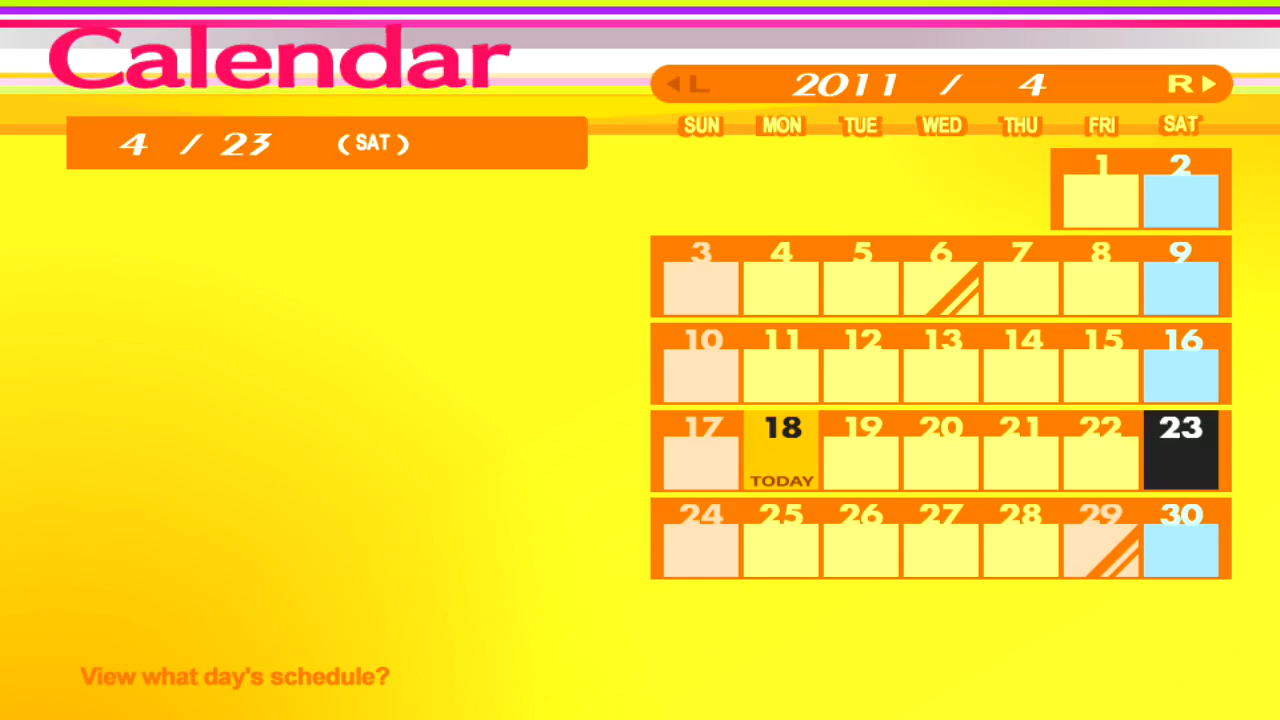 Calendar
L 2011 / 4 R
4 / 23 (SAT)
SUN MON TUE WED THU FRI SAT
1 2
3 4 5 6 7 8 9
10 11 12 13 14 15 16
17 18 19 20 21 22 23
TODAY
24 25 26 27 28 29 30
View what day's schedule?